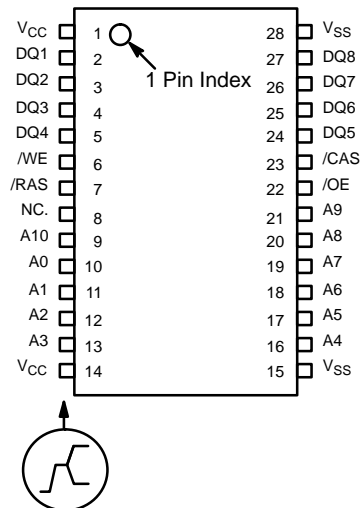 VCC 1 28 VSS
DQ1 2 27 DQ8
DQ2 3 1 Pin Index 26 DQ7
DQ3 4 25 DQ6
DQ4 5 24 DQ5
/WE 6 23 /CAS
/RAS 7 22 /OE
NC. 8 21 A9
A10 9 20 A8
A0 10 19 A7
A1 11 18 A6
A2 12 17 A5
A3 13 16 A4
VCC 14 15 VSS